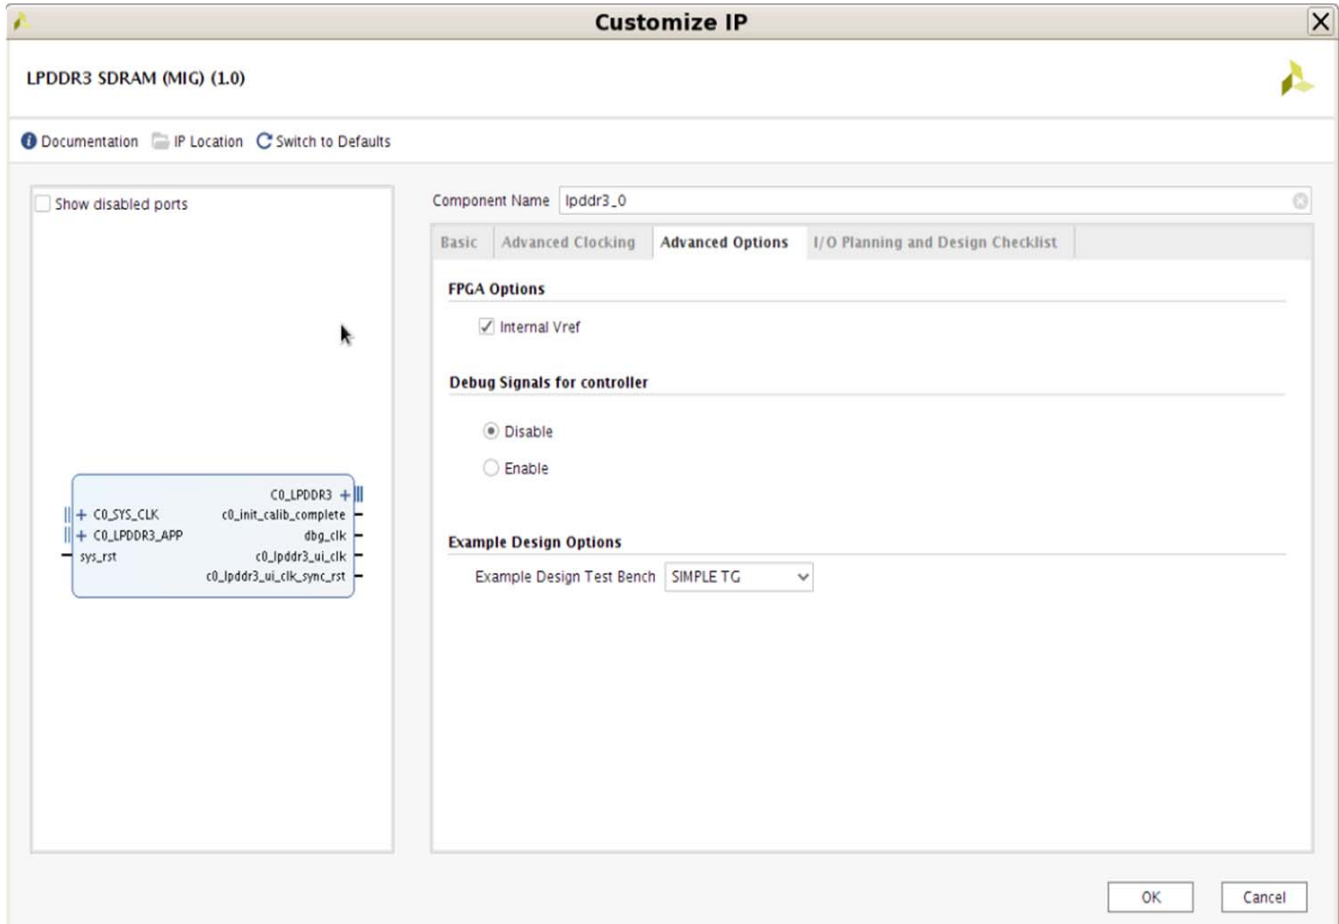 Customize IP
LPDDR3 SDRAM (MIG) (1.0)
Documentation IP Location Switch to Defaults
Show disabled ports
C0_LPDDR3
C0_SYS_CLK c0_init_calib_complete
C0_LPDDR3_APP dbg_clk
sys_rst c0_lpddr3_ui_clk
c0_lpddr3_ui_clk_sync_rst
Component Name lpddr3_0
Basic Advanced Clocking Advanced Options I/O Planning and Design Checklist
FPGA Options
Internal Vref
Debug Signals for controller
Disable
Enable
Example Design Options
Example Design Test Bench SIMPLE TG
OK Cancel